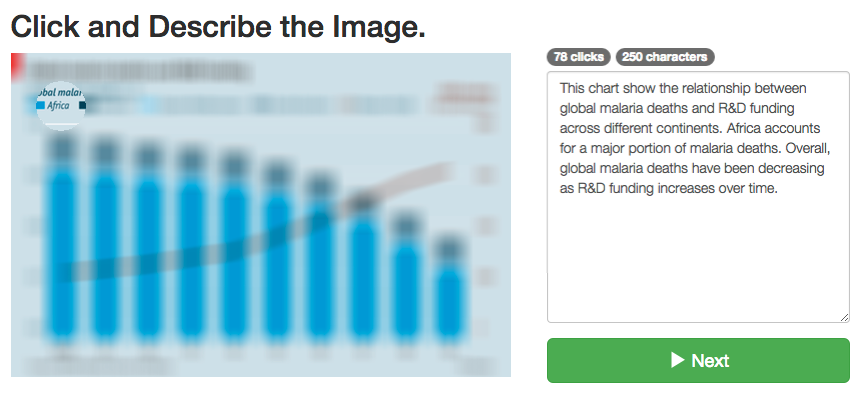 Click and Describe the Image.
78 clicks 250 characters
obal malar
Africa
This chart show the relationship between
global malaria deaths and R&D funding
across different continents. Africa accounts
for a major portion of malaria deaths. Overall,
global malaria deaths have been decreasing
as R&D funding increases over time.
Next